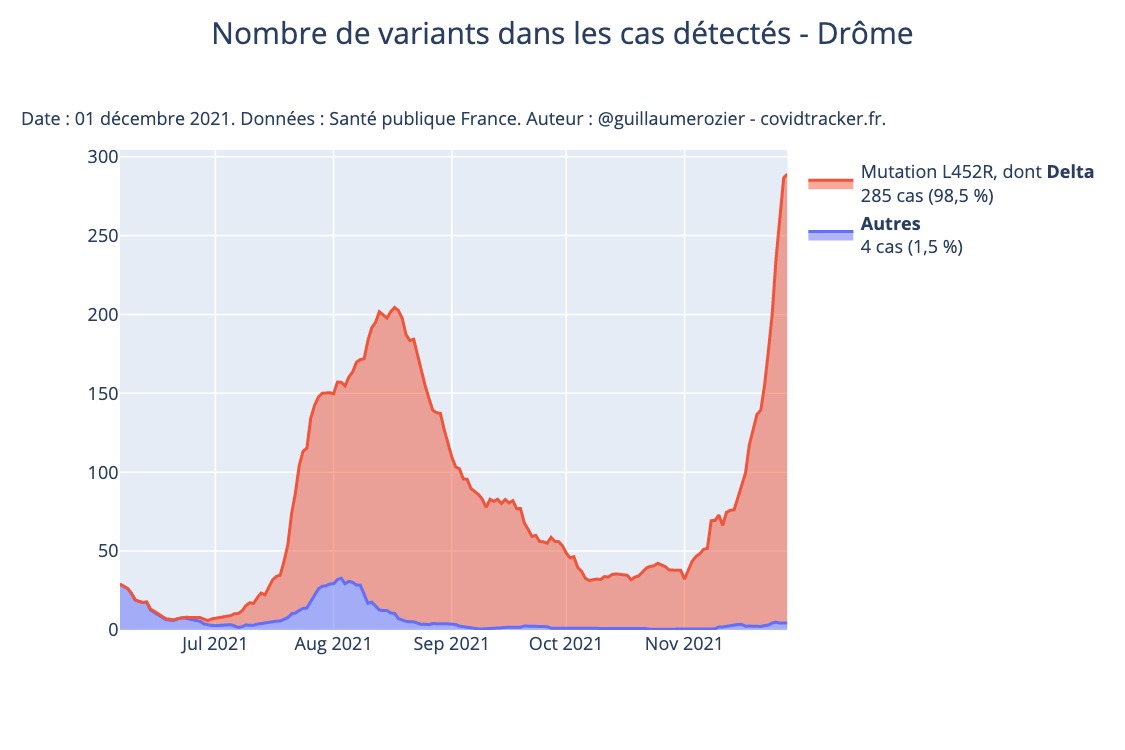 Nombre de variants dans les cas détectés - Drôme
Date : 01 décembre 2021. Données : Santé publique France. Auteur : @guillaumerozier - covidtracker.fr.
300
250
200
150
100
50
0
Jul 2021
Aug 2021
Sep 2021
Oct 2021
Nov 2021
Mutation L452R, dont Delta
285 cas (98,5 %)
Autres
4 cas (1,5 %)